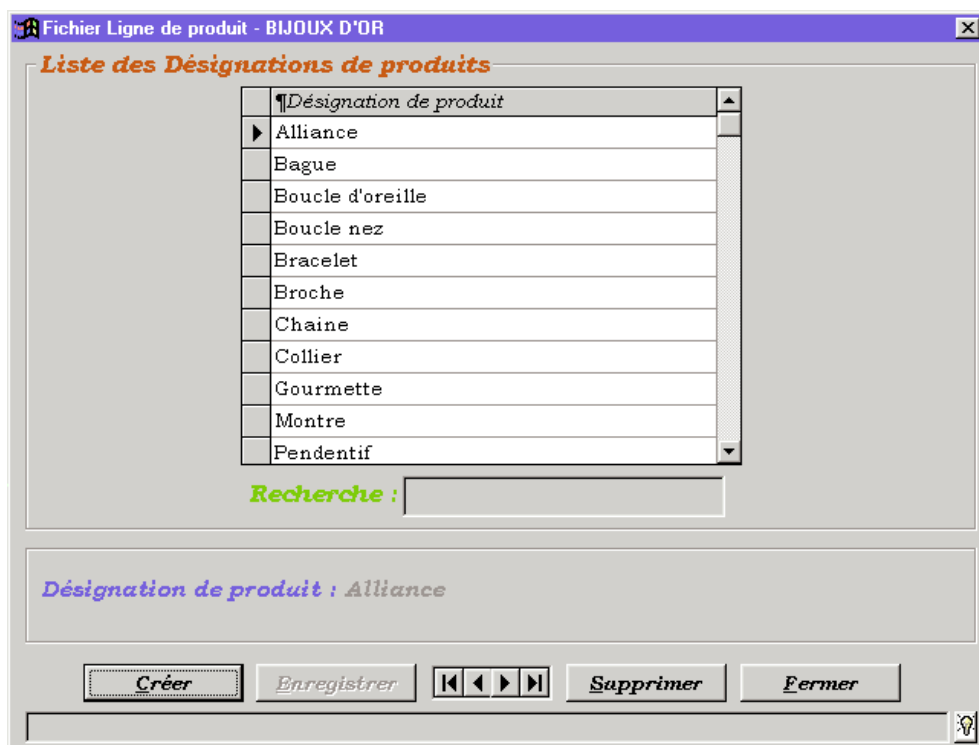 Fichier Ligne de produit - BIJOUX D'OR
Liste des Désignations de produits
¶Désignation de produit
Alliance
Bague
Boucle d'oreille
Boucle nez
Bracelet
Broche
Chaine
Collier
Gourmette
Montre
Pendentif
Recherche :
Désignation de produit : Alliance
Créer Enregistrer Supprimer Fermer